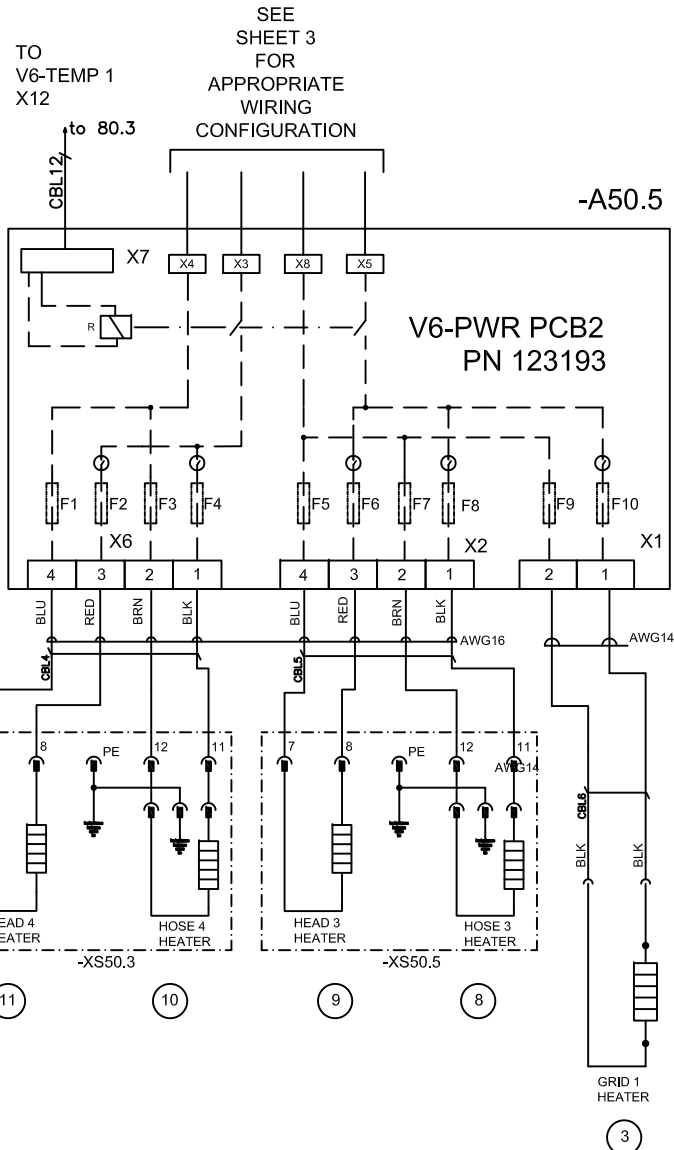 SEE
SHEET 3
FOR
APPROPRIATE
WIRING
CONFIGURATION
TO
V6-TEMP 1
X12
to 80.3
CBL12
-A50.5
X7
X4
X3
X8
X5
R
V6-PWR PCB2
PN 123193
F1
F2
F3
F4
F5
F6
F7
F8
F9
F10
X6
X2
X1
4
3
2
1
4
3
2
1
2
1
BLU
RED
BRN
BLK
BLU
RED
BRN
BLK
AWG16
AWG14
CBL4
CBL5
8
PE
12
11
7
8
PE
12
11
AWG14
CBL6
BLK
BLK
EAD 4
EATER
HOSE 4
HEATER
HEAD 3
HEATER
HOSE 3
HEATER
-XS50.3
-XS50.5
11
10
9
8
GRID 1
HEATER
3